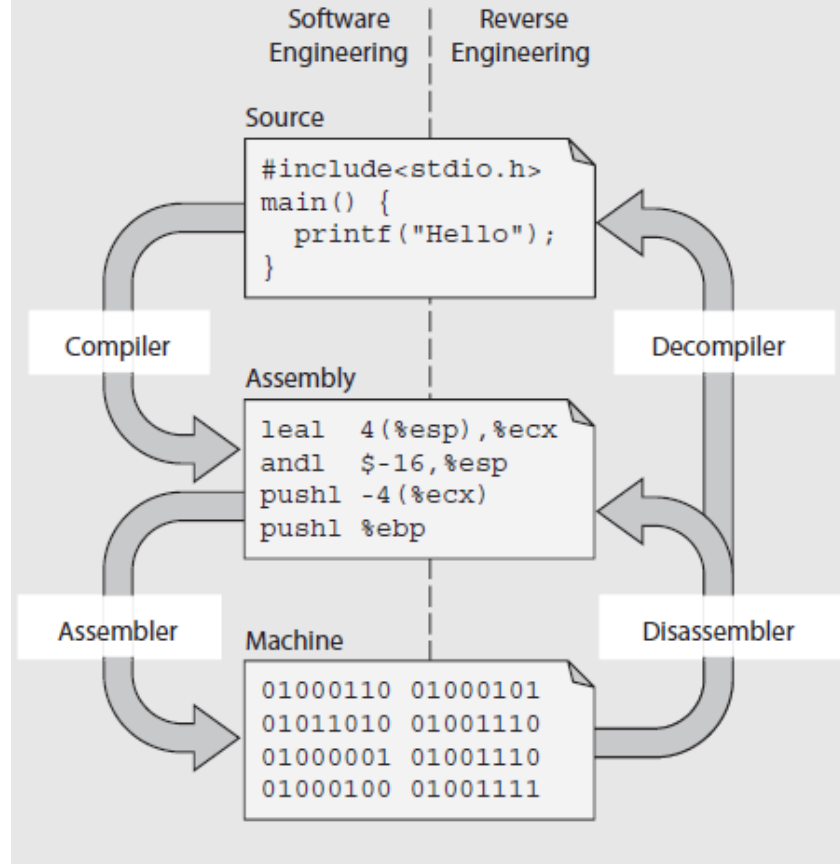 Software
Engineering
Reverse
Engineering
Source
#include<stdio.h>
main() {
  printf("Hello");
}
Compiler
Decompiler
Assembly
leal  4(%esp),%ecx
andl  $-16,%esp
pushl -4(%ecx)
pushl %ebp
Assembler
Disassembler
Machine
01000110 01000101
01011010 01001110
01000001 01001110
01000100 01001111